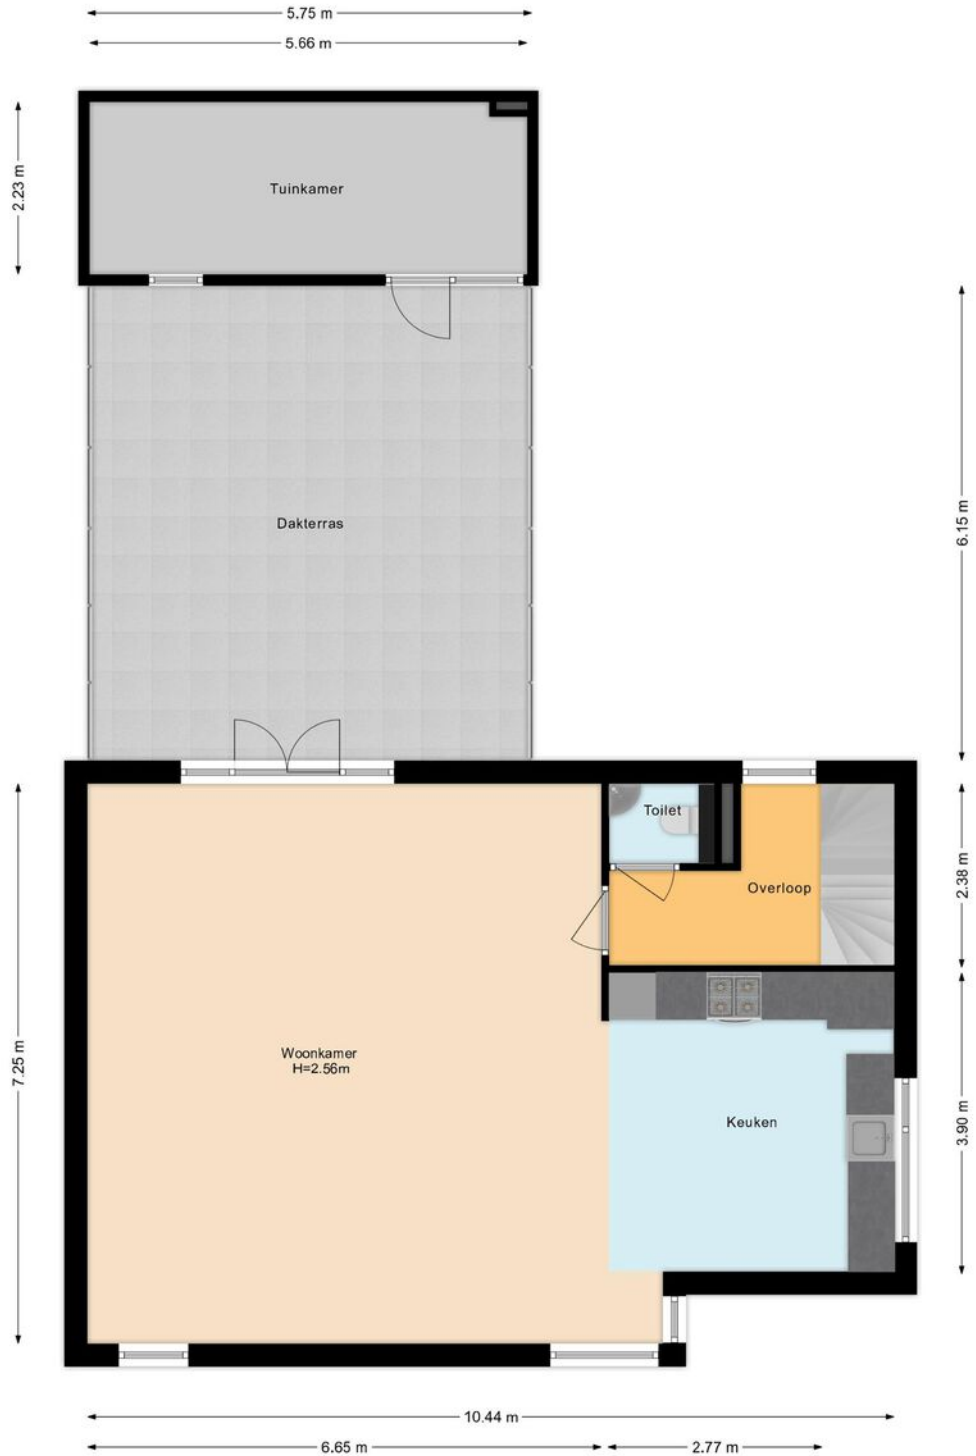 5.75 m
5.66 m
2.23 m
Tuinkamer
6.15 m
Dakterras
Toilet
Overloop
2.38 m
Woonkamer
H=2.56m
7.25 m
Keuken
3.90 m
10.44 m
6.65 m
2.77 m